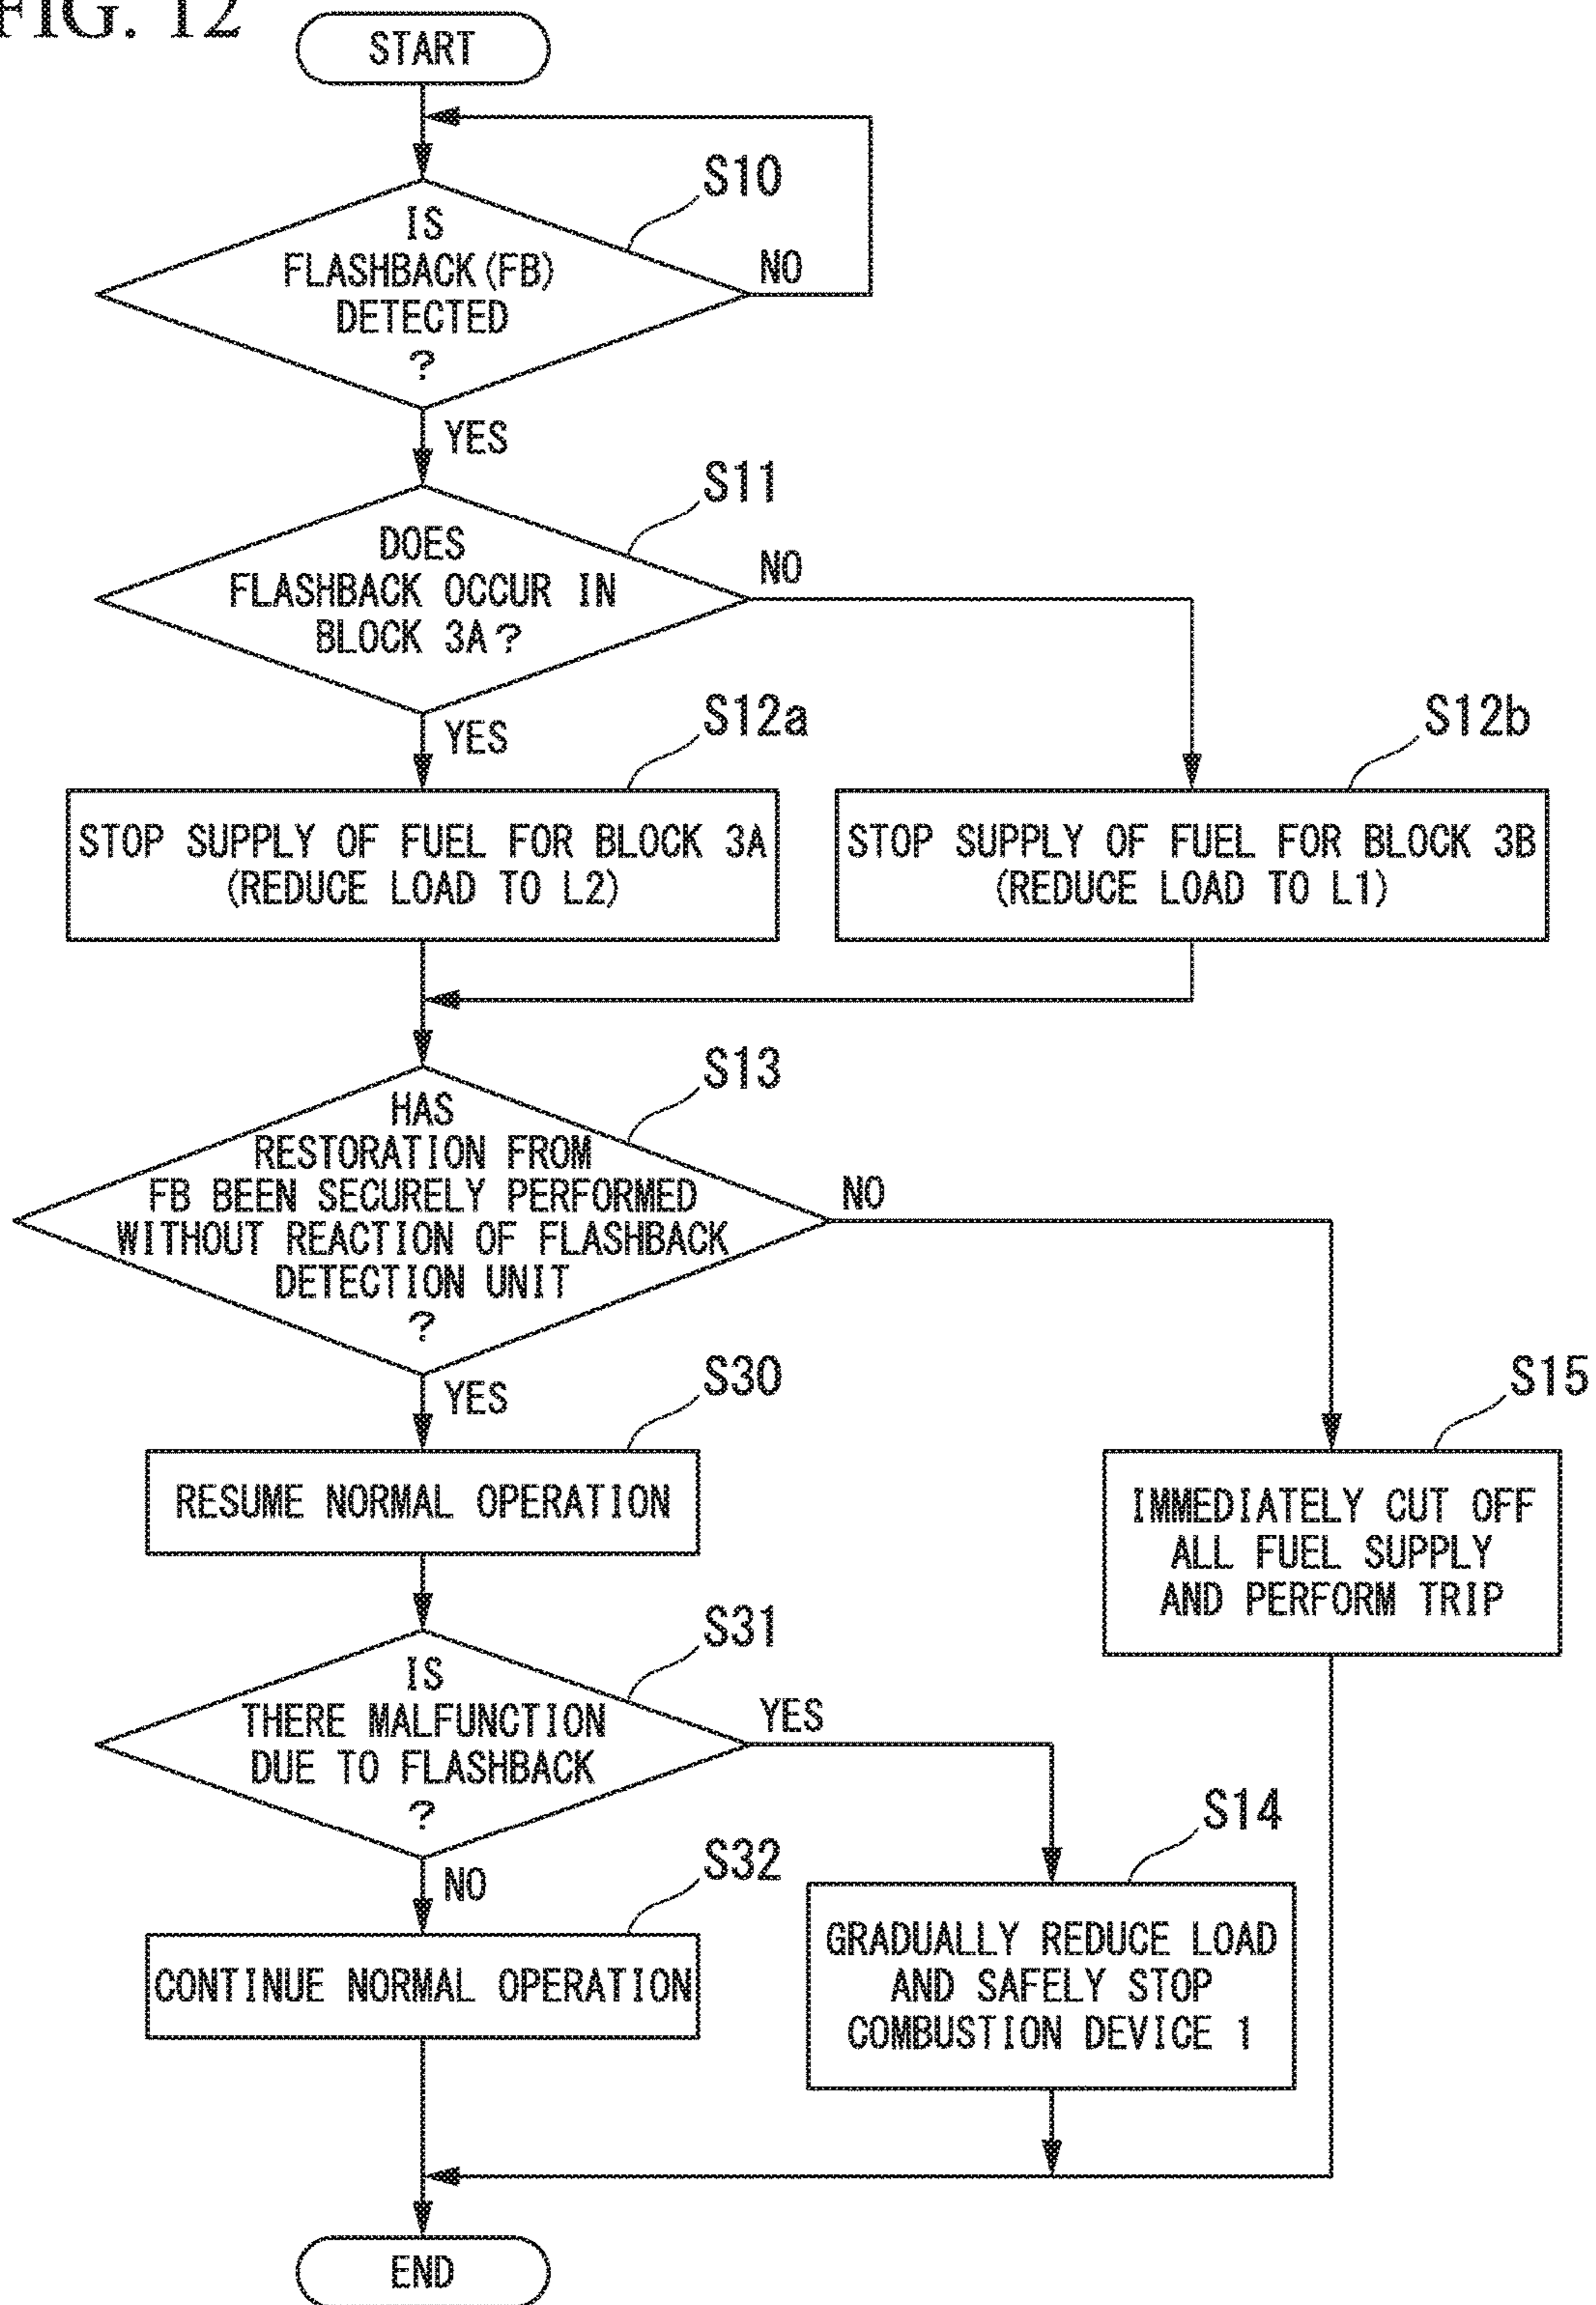 FIG. 12
START
S10
IS
FLASHBACK(FB)
DETECTED
?
NO
YES
S11
DOES
FLASHBACK OCCUR IN
BLOCK 3A?
NO
YES
S12a
STOP SUPPLY OF FUEL FOR BLOCK 3A
(REDUCE LOAD TO L2)
S12b
STOP SUPPLY OF FUEL FOR BLOCK 3B
(REDUCE LOAD TO L1)
S13
HAS
RESTORATION FROM
FB BEEN SECURELY PERFORMED
WITHOUT REACTION OF FLASHBACK
DETECTION UNIT
?
NO
YES
S30
RESUME NORMAL OPERATION
S15
IMMEDIATELY CUT OFF
ALL FUEL SUPPLY
AND PERFORM TRIP
S31
IS
THERE MALFUNCTION
DUE TO FLASHBACK
?
YES
NO
S14
GRADUALLY REDUCE LOAD
AND SAFELY STOP
COMBUSTION DEVICE 1
S32
CONTINUE NORMAL OPERATION
END